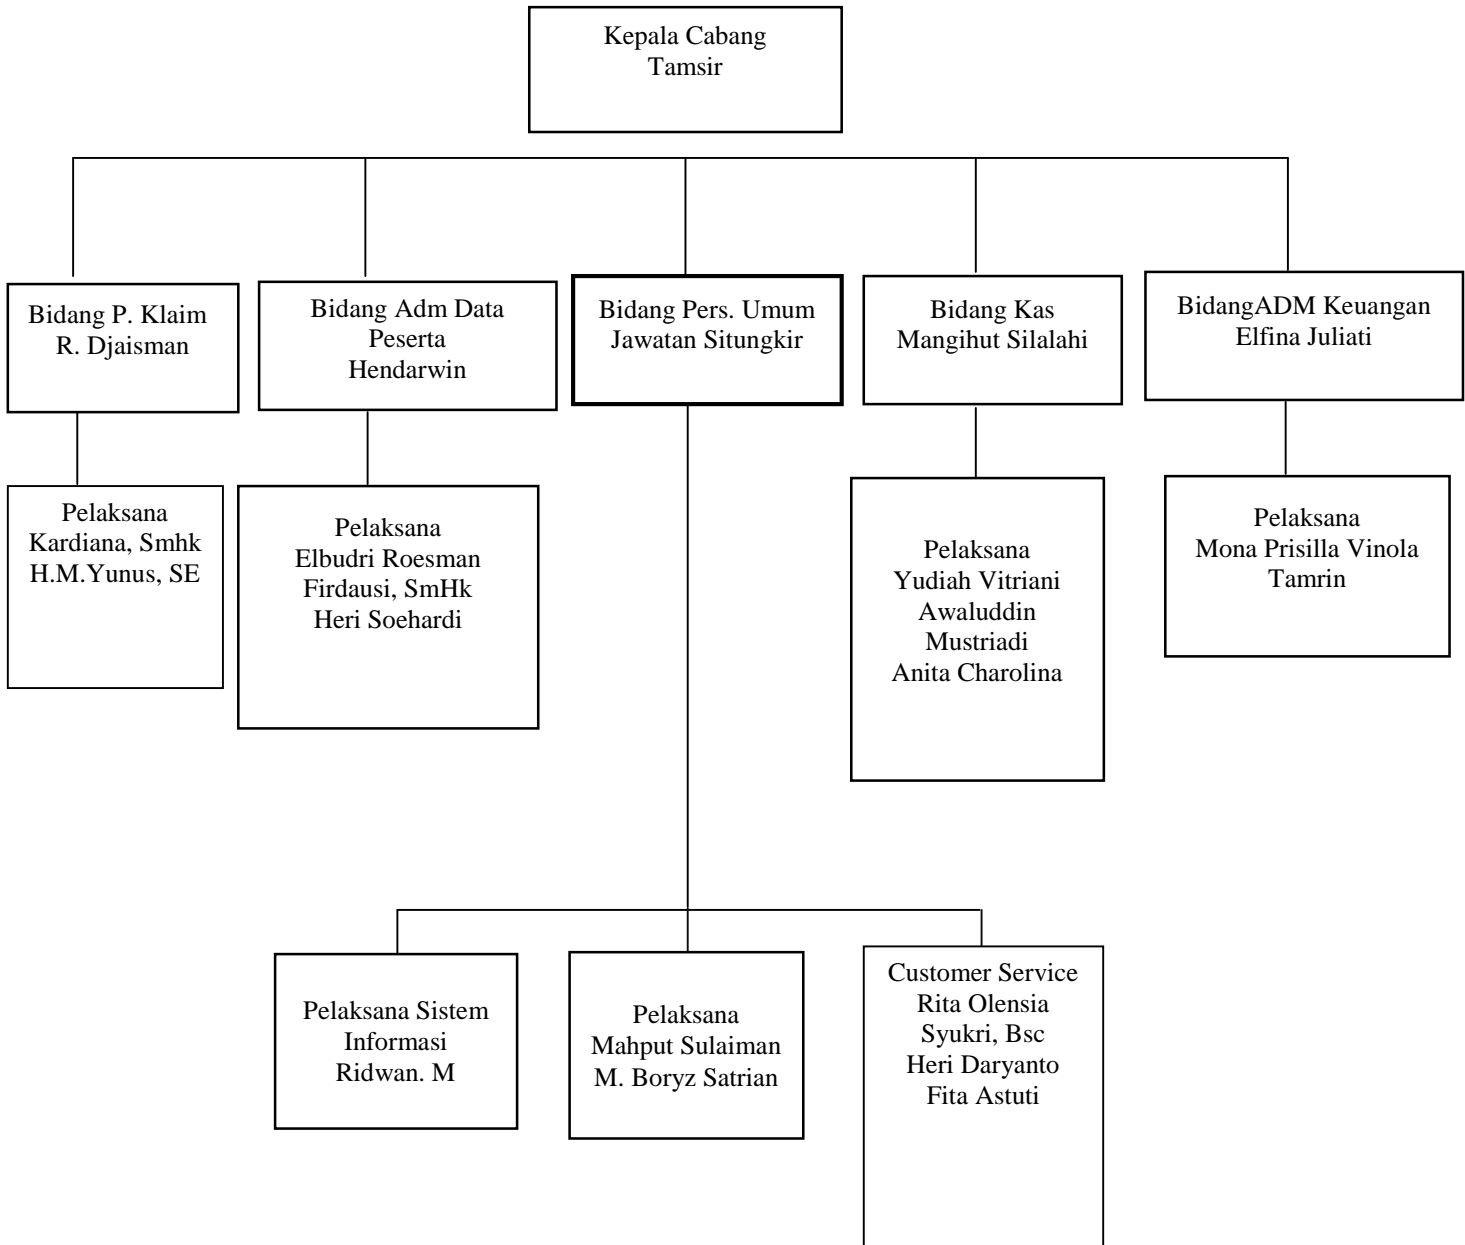 Kepala Cabang
Tamsir
Bidang P. Klaim
R. Djaisman
Bidang Adm Data
Peserta
Hendarwin
Bidang Pers. Umum
Jawatan Situngkir
Bidang Kas
Mangihut Silalahi
BidangADM Keuangan
Elfina Juliati
Pelaksana
Kardiana, Smhk
H.M.Yunus, SE
Pelaksana
Elbudri Roesman
Firdausi, SmHk
Heri Soehardi
Pelaksana
Yudiah Vitriani
Awaluddin
Mustriadi
Anita Charolina
Pelaksana
Mona Prisilla Vinola
Tamrin
Pelaksana Sistem
Informasi
Ridwan. M
Pelaksana
Mahput Sulaiman
M. Boryz Satrian
Customer Service
Rita Olensia
Syukri, Bsc
Heri Daryanto
Fita Astuti